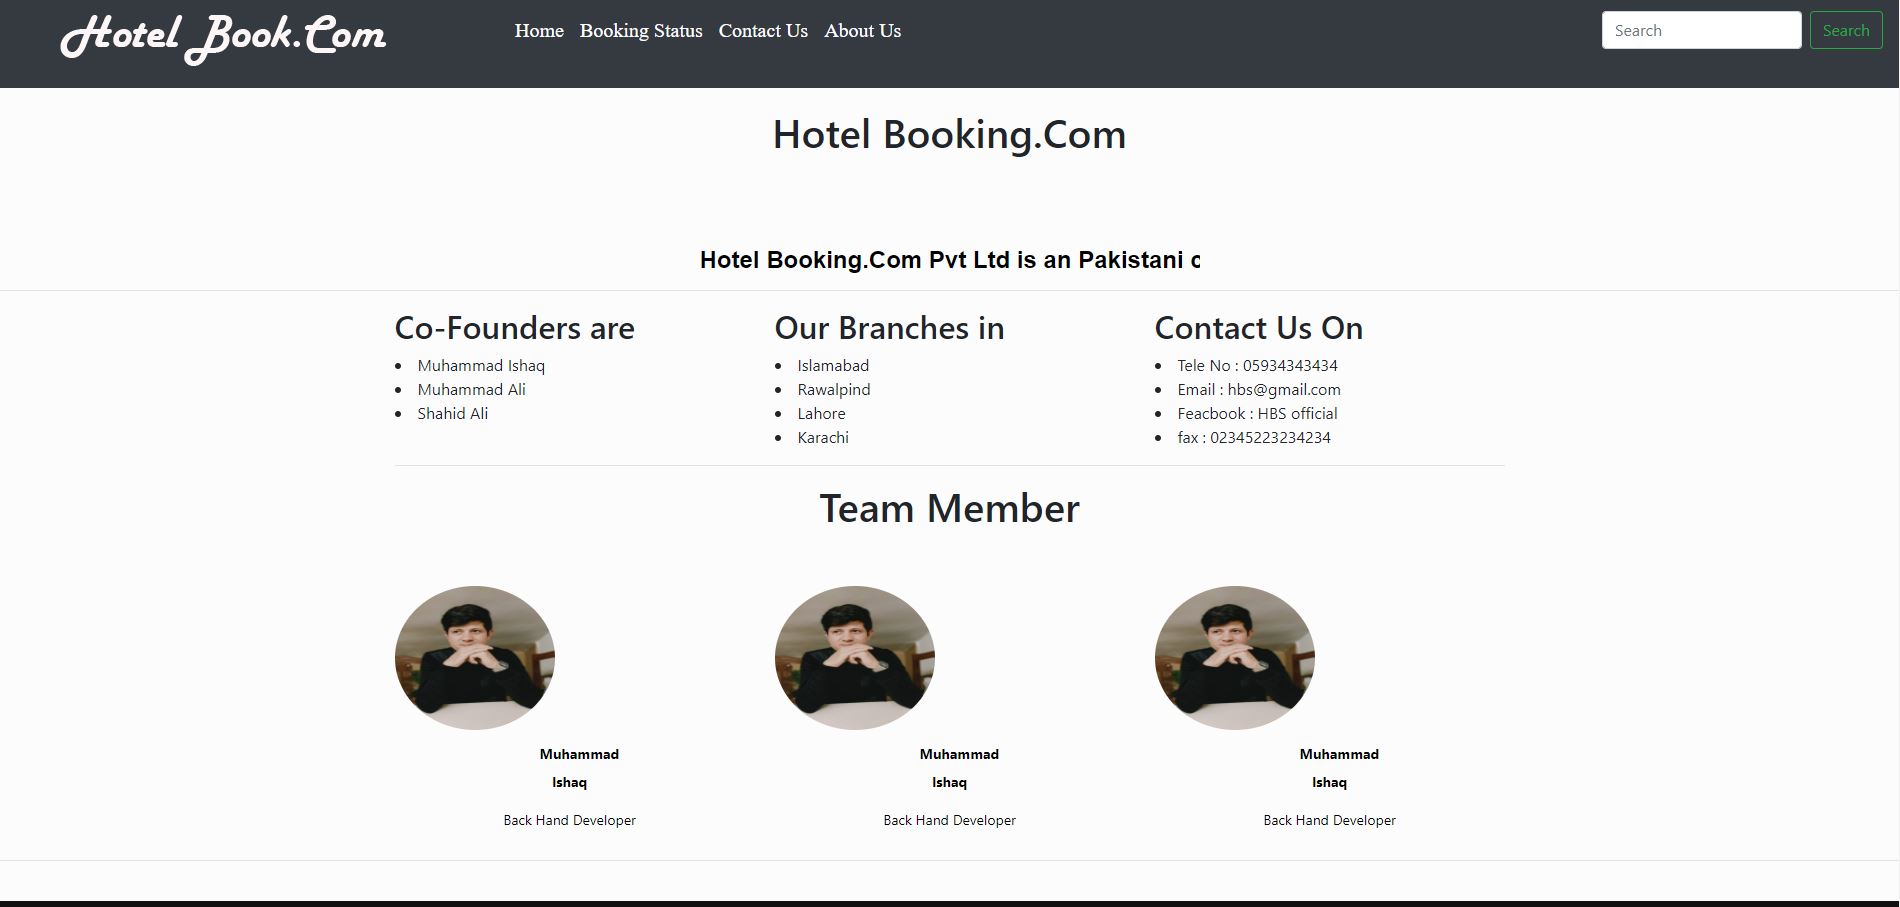 Hotel Book.Com Home Booking Status Contact Us About Us Search Search
Hotel Booking.Com
Hotel Booking.Com Pvt Ltd is an Pakistani c
Co-Founders are
Muhammad Ishaq
Muhammad Ali
Shahid Ali
Our Branches in
Islamabad
Rawalpind
Lahore
Karachi
Contact Us On
Tele No : 05934343434
Email : hbs@gmail.com
Feacbook : HBS official
fax : 02345223234234
Team Member
Muhammad
Ishaq
Back Hand Developer
Muhammad
Ishaq
Back Hand Developer
Muhammad
Ishaq
Back Hand Developer